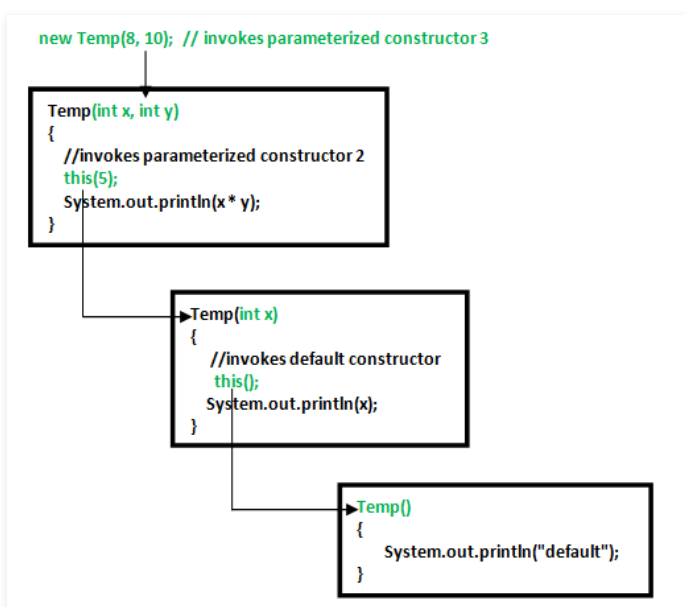 new Temp(8, 10); // invokes parameterized constructor 3
Temp(int x, int y)
{
//invokes parameterized constructor 2
this(5);
System.out.println(x * y);
}
Temp(int x)
{
//invokes default constructor
this();
System.out.println(x);
}
Temp()
{
System.out.println("default");
}